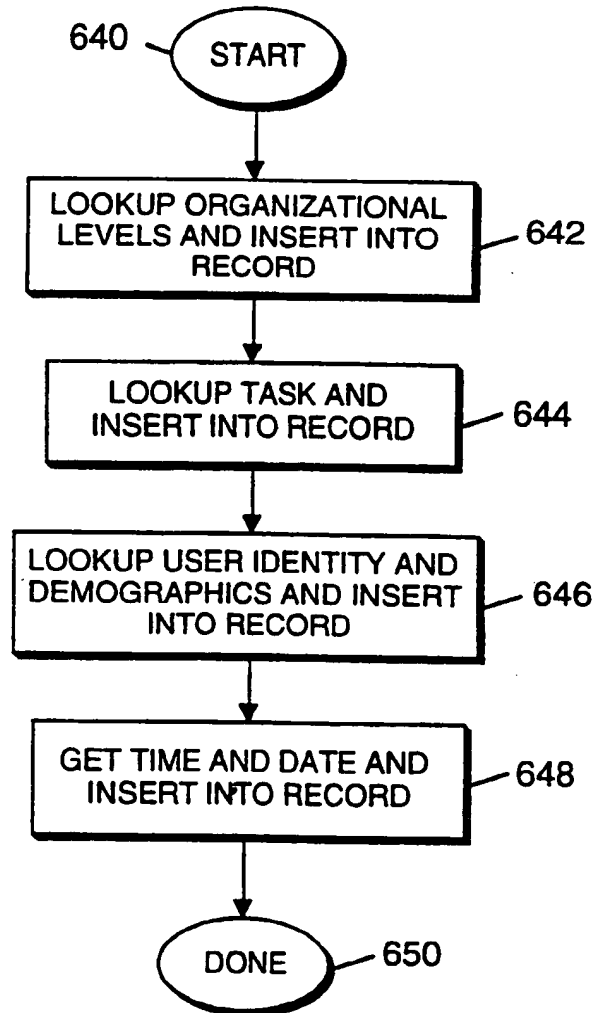 640
START
LOOKUP ORGANIZATIONAL
LEVELS AND INSERT INTO
RECORD
642
LOOKUP TASK AND
INSERT INTO RECORD
644
LOOKUP USER IDENTITY AND
DEMOGRAPHICS AND INSERT
INTO RECORD
646
GET TIME AND DATE AND
INSERT INTO RECORD
648
DONE
650